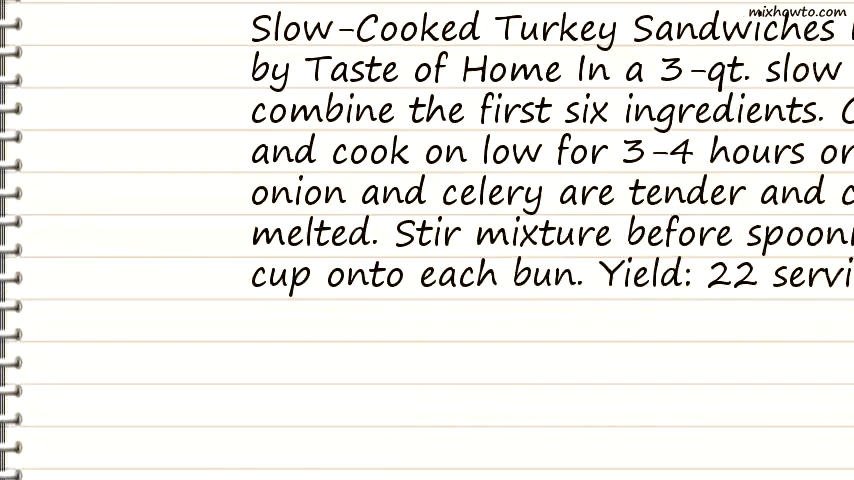 mixhowto.com
Slow-Cooked Turkey Sandwiches
by Taste of Home In a 3-qt. slow
combine the first six ingredients.
and cook on low for 3-4 hours or
onion and celery are tender and
melted. Stir mixture before
cup onto each bun. Yield: 22